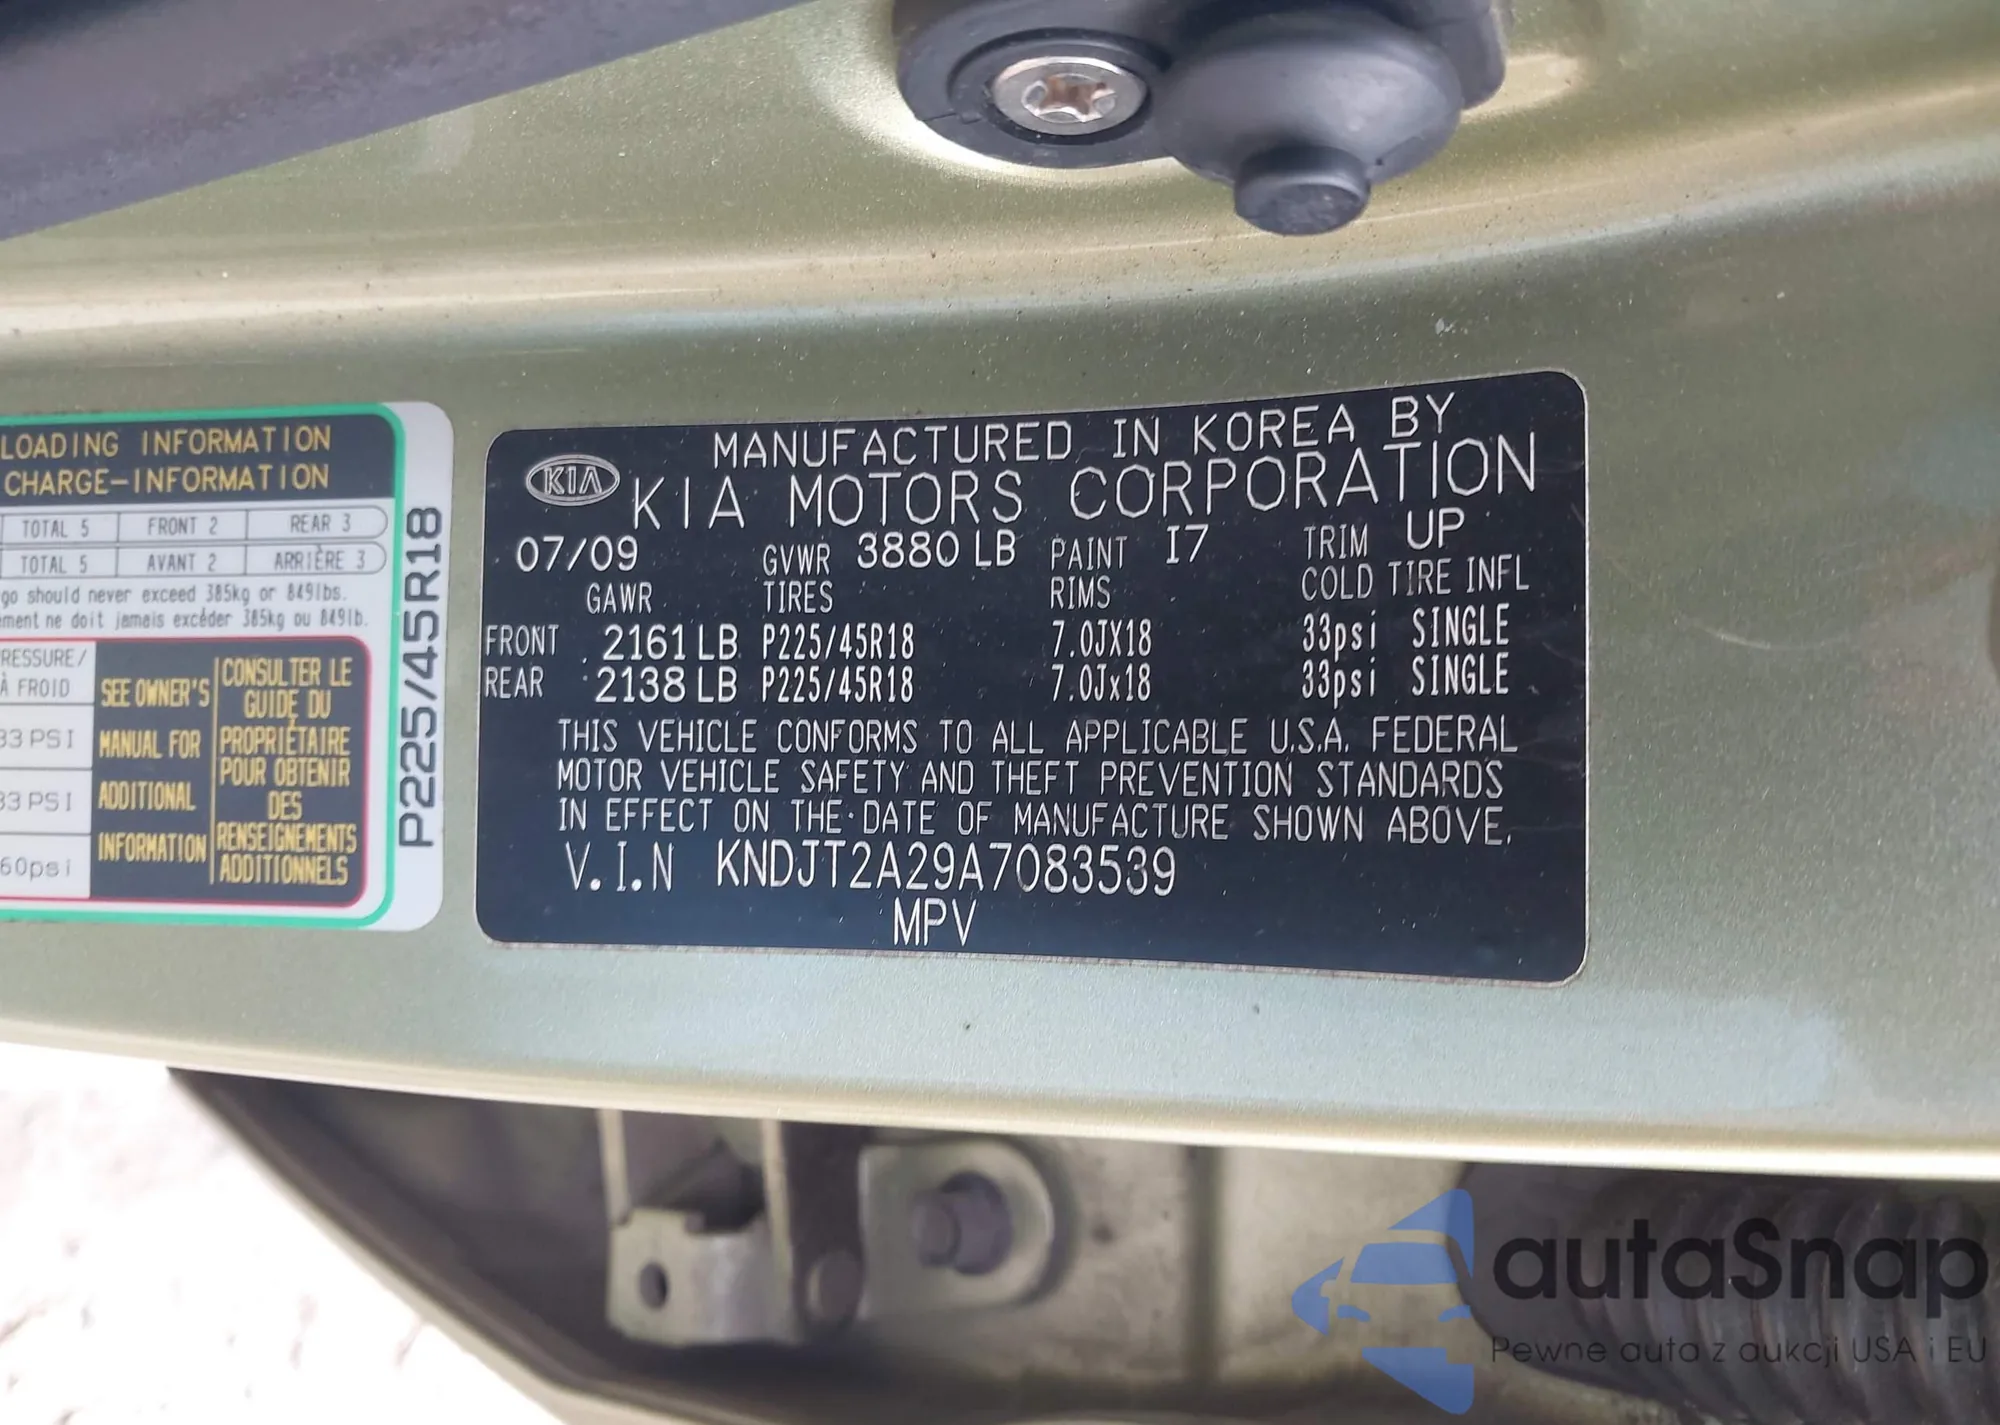 LOADING INFORMATION
CHARGE-INFORMATION
TOTAL 5 FRONT 2 REAR 3
TOTAL 5 AVANT 2 ARRIÈRE 3
go should never exceed 385kg or 849lbs.
ement ne doit jamais excéder 385kg ou 849lb.
RESSURE/
À FROID
33 PSI
33 PSI
60psi
SEE OWNER'S
MANUAL FOR
ADDITIONAL
INFORMATION
CONSULTER LE
GUIDE DU
PROPRIÉTAIRE
POUR OBTENIR
DES
RENSEIGNEMENTS
ADDITIONNELS
P225/45R18
KIA
MANUFACTURED IN KOREA BY
KIA MOTORS CORPORATION
07/09 GVWR 3880 LB PAINT I7 TRIM UP
GAWR TIRES RIMS COLD TIRE INFL
FRONT 2161 LB P225/45R18 7.0JX18 33psi SINGLE
REAR 2138 LB P225/45R18 7.0Jx18 33psi SINGLE
THIS VEHICLE CONFORMS TO ALL APPLICABLE U.S.A. FEDERAL
MOTOR VEHICLE SAFETY AND THEFT PREVENTION STANDARDS
IN EFFECT ON THE DATE OF MANUFACTURE SHOWN ABOVE.
V.I.N KNDJT2A29A7083539
MPV
autaSnap
Pewne auta z aukcji USA i EU